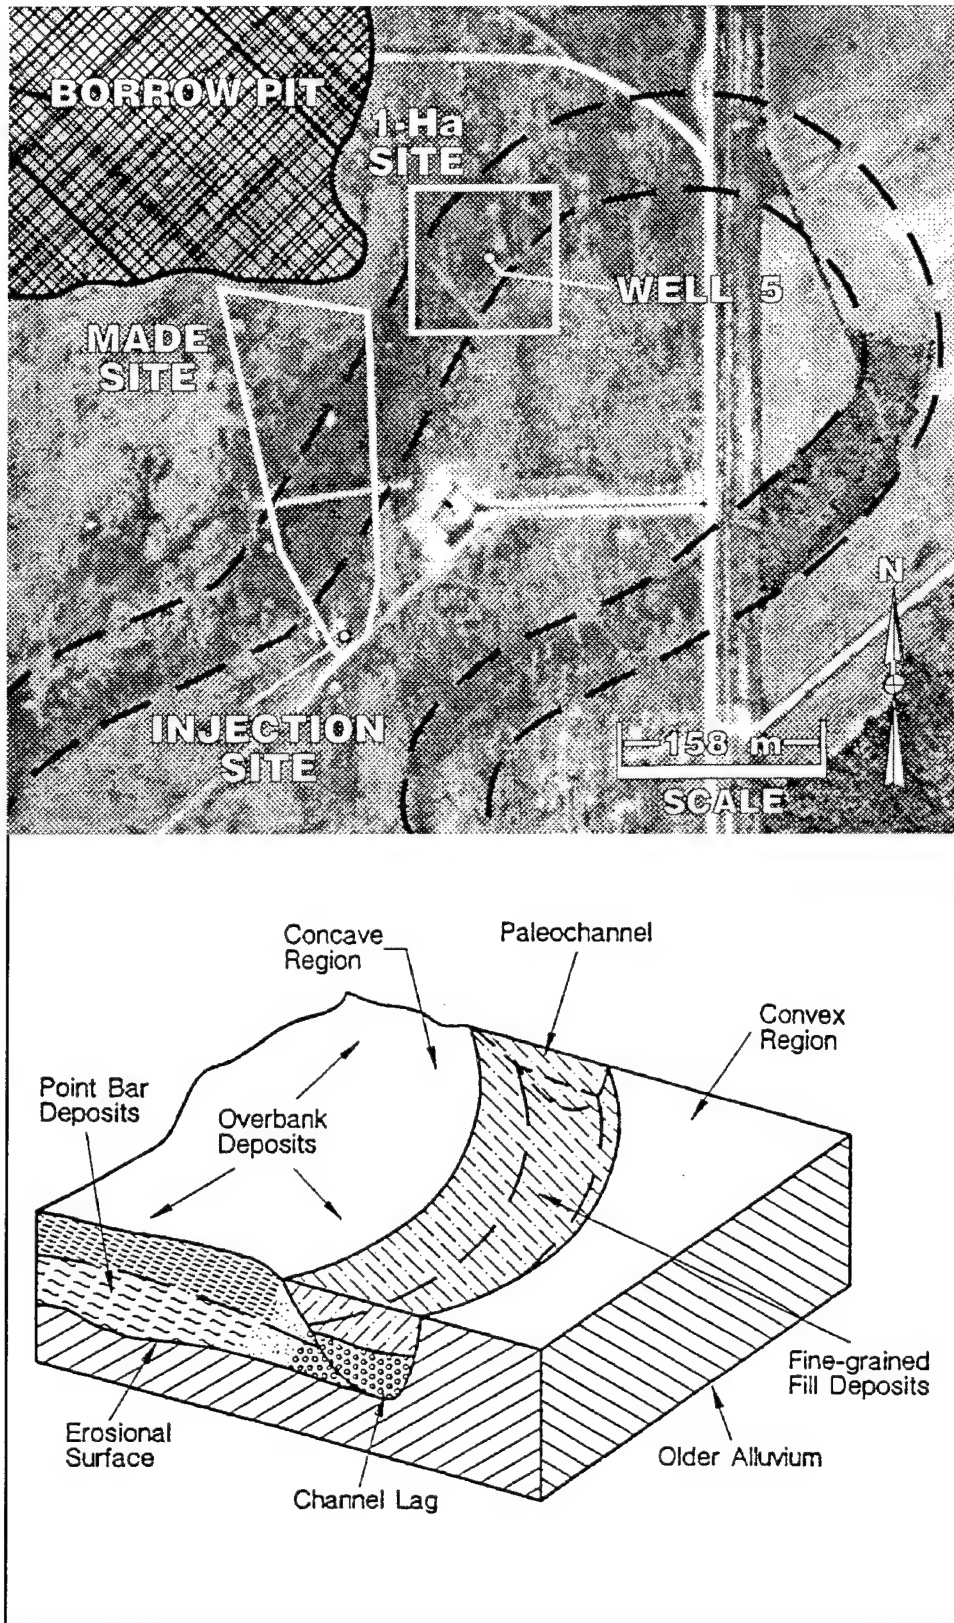 BORROW PIT
1-Ha
SITE
WELL 5
MADE
SITE
N
INJECTION
SITE
158 m
SCALE
Concave
Region
Paleochannel
Convex
Region
Point Bar
Deposits
Overbank
Deposits
Fine-grained
Fill Deposits
Erosional
Surface
Older Alluvium
Channel Lag